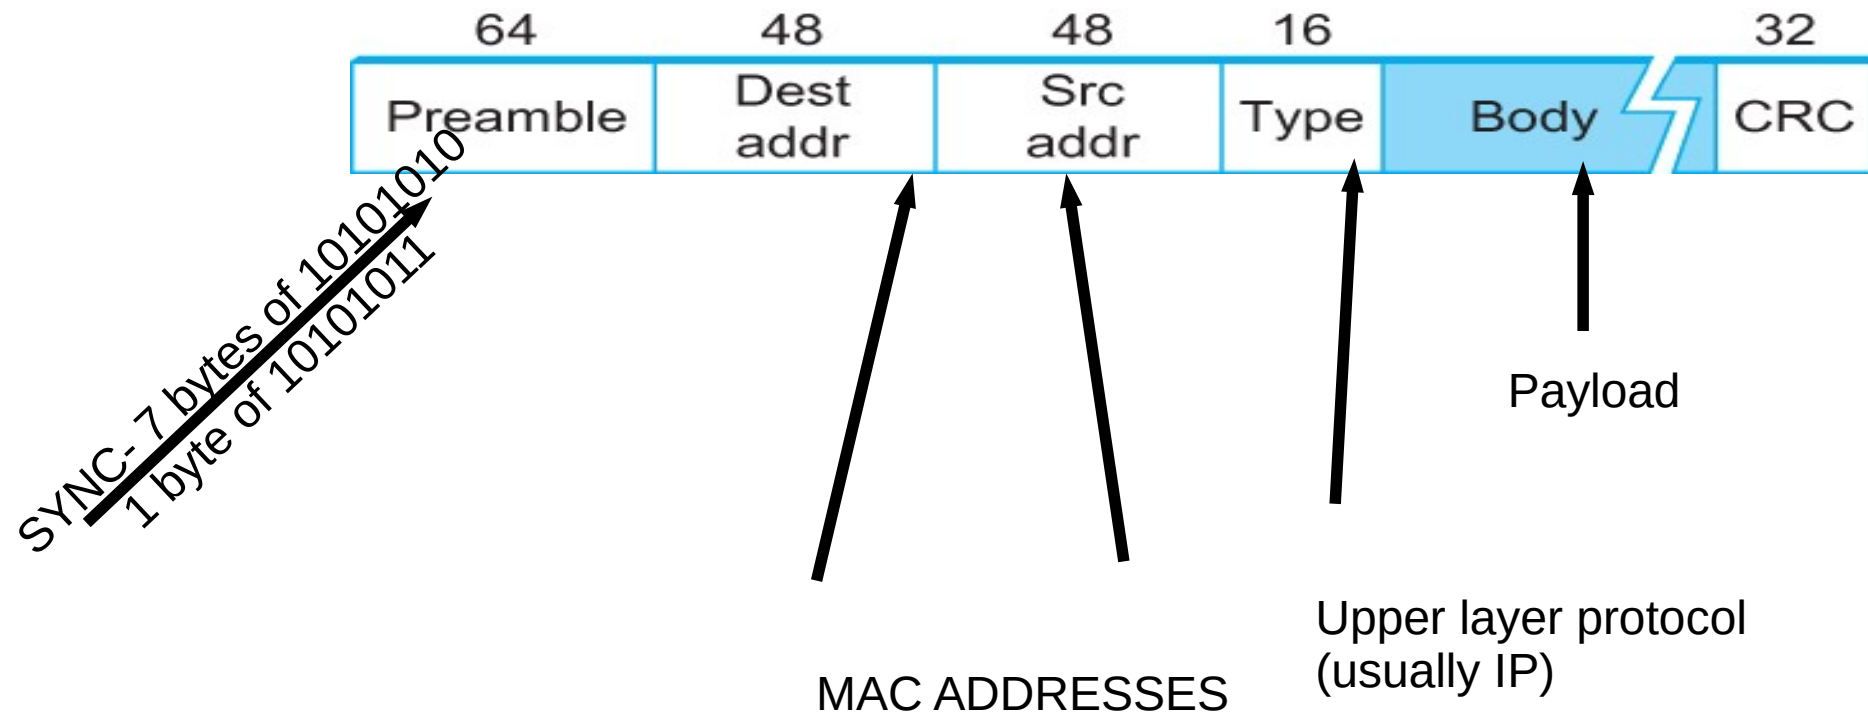 64 48 48 16 32
Preamble Dest addr Src addr Type Body CRC
SYNC- 7 bytes of 10101010
1 byte of 10101011
Payload
Upper layer protocol
(usually IP)
MAC ADDRESSES